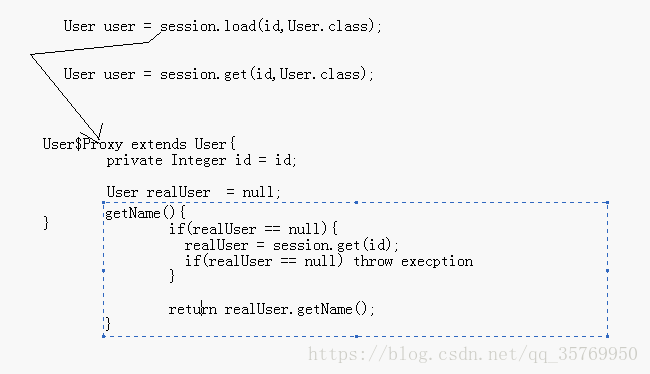 User user = session.load(id,User.class);
User user = session.get(id,User.class);
User$Proxy extends User{
private Integer id = id;
User realUser = null;
getName(){
}
if(realUser == null){
realUser = session.get(id);
if(realUser == null) throw execption
}
return realUser.getName();
}
https://blog.csdn.net/qq_35769950